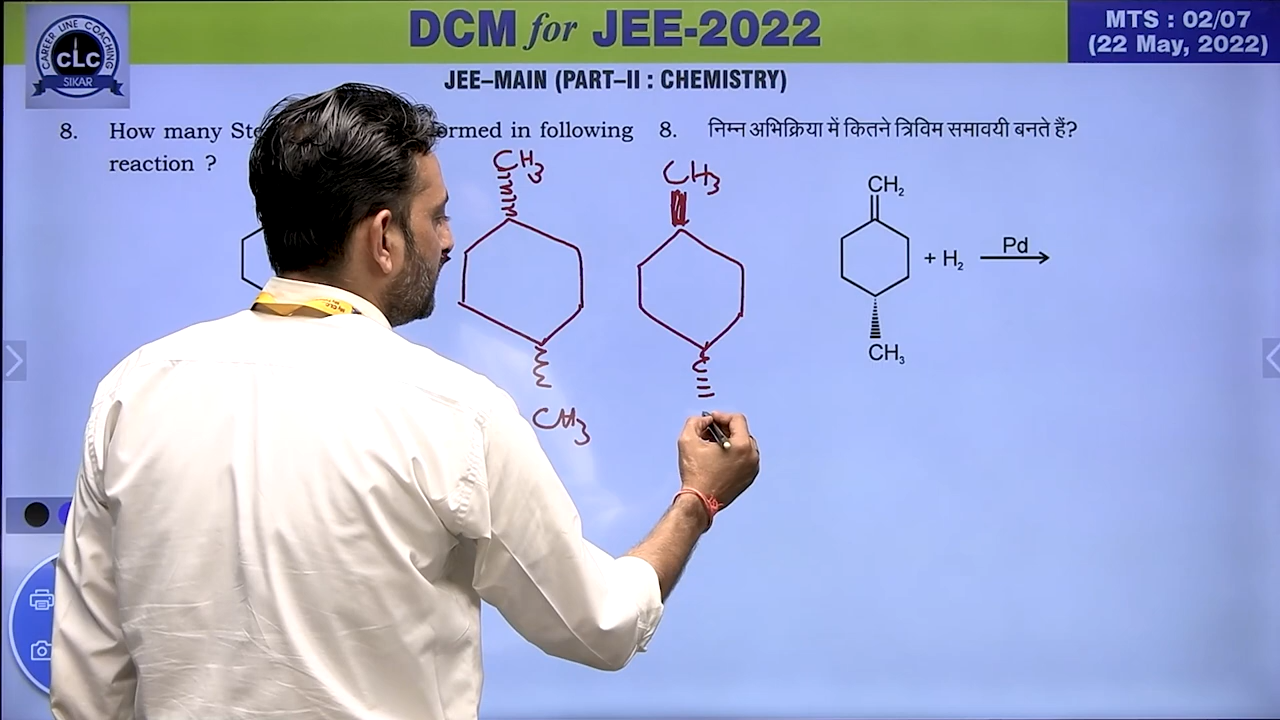 CAREER LINE COACHING
CLC
SIKAR
DCM for JEE-2022
MTS : 02/07
(22 May, 2022)
JEE–MAIN (PART–II : CHEMISTRY)
8. How many ormed in following
reaction ?
8. निम्न अभिक्रिया में कितने त्रिविम समावयी बनते हैं?
CH3
CH3
CH3
CH₂
+ H₂ Pd
CH₃